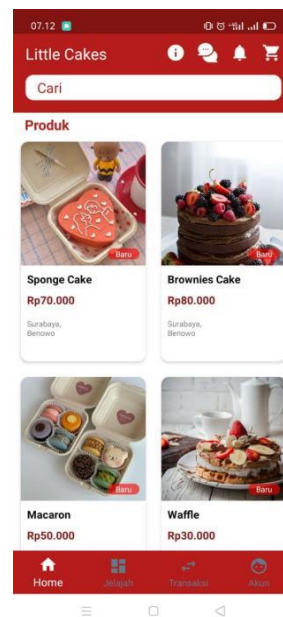 07.12
Little Cakes
Cari
Produk
Baru
Baru
Sponge Cake
Brownies Cake
Rp70.000
Rp80.000
Surabaya,
Benowo
Surabaya,
Benowo
Baru
Baru
Macaron
Waffle
Rp50.000
Rp30.000
Home
Jelajah
Transaksi
Akun